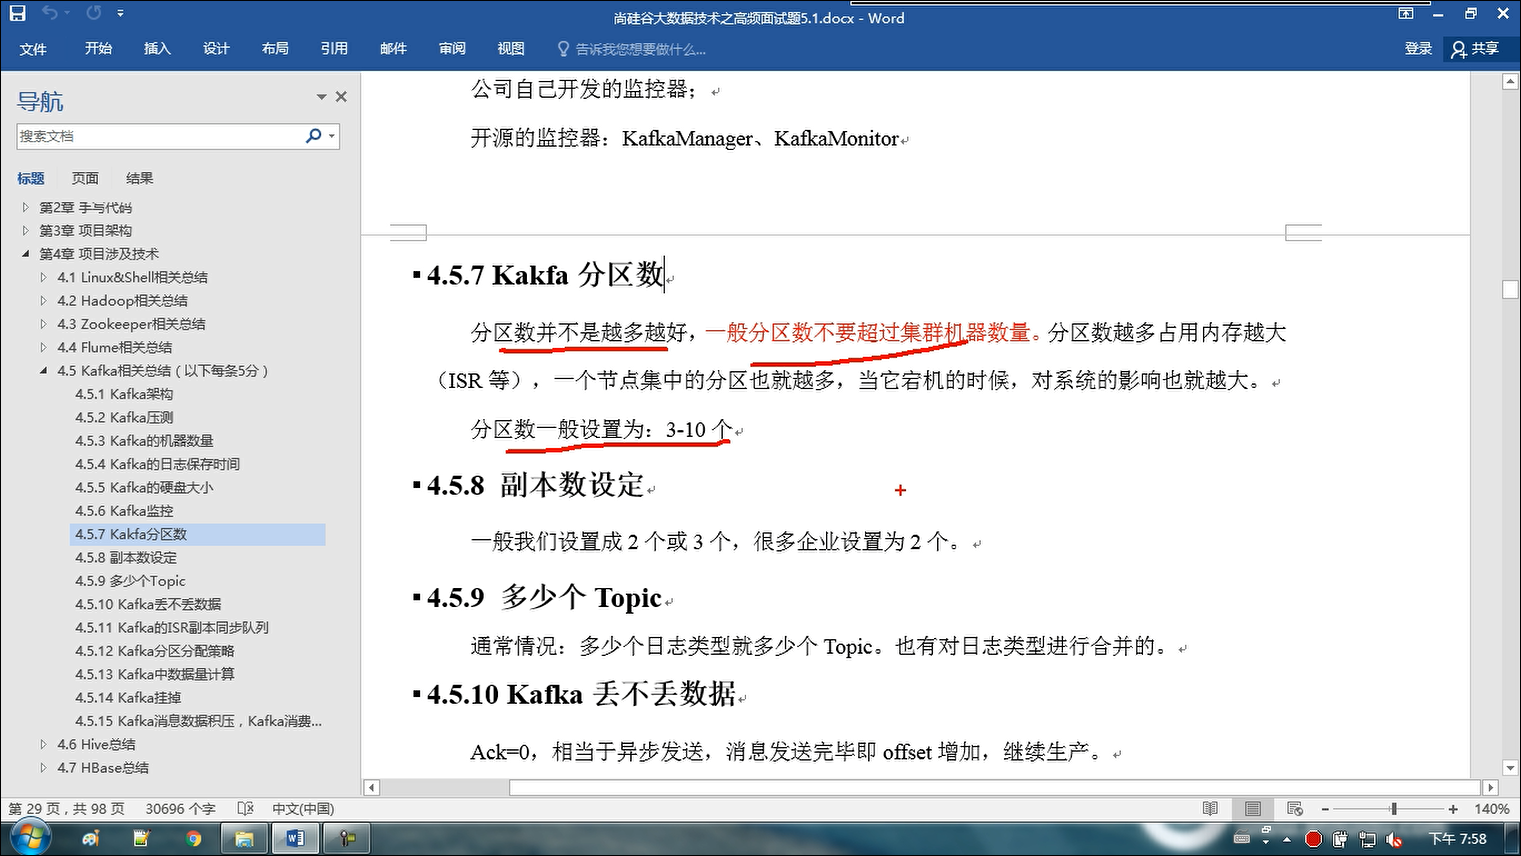 尚硅谷大数据技术之高频面试题5.1.docx - Word
文件 开始 插入 设计 布局 引用 邮件 审阅 视图 告诉我您想要做什么... 登录 共享
导航
搜索文档
标题 页面 结果
第2章 手写代码
第3章 项目架构
第4章 项目涉及技术
4.1 Linux&Shell相关总结
4.2 Hadoop相关总结
4.3 Zookeeper相关总结
4.4 Flume相关总结
4.5 Kafka相关总结（以下每条5分）
4.5.1 Kafka架构
4.5.2 Kafka压测
4.5.3 Kafka的机器数量
4.5.4 Kafka的日志保存时间
4.5.5 Kafka的硬盘大小
4.5.6 Kafka监控
4.5.7 Kakfa分区数
4.5.8 副本数设定
4.5.9 多少个Topic
4.5.10 Kafka丢不丢数据
4.5.11 Kafka的ISR副本同步队列
4.5.12 Kafka分区分配策略
4.5.13 Kafka中数据量计算
4.5.14 Kafka挂掉
4.5.15 Kafka消息数据积压，Kafka消费...
4.6 Hive总结
4.7 HBase总结
公司自己开发的监控器；
开源的监控器：KafkaManager、KafkaMonitor
4.5.7 Kakfa 分区数
分区数并不是越多越好，一般分区数不要超过集群机器数量。分区数越多占用内存越大
（ISR 等），一个节点集中的分区也就越多，当它宕机的时候，对系统的影响也就越大。
分区数一般设置为：3-10 个
4.5.8 副本数设定
一般我们设置成 2 个或 3 个，很多企业设置为 2 个。
4.5.9 多少个 Topic
通常情况：多少个日志类型就多少个 Topic。也有对日志类型进行合并的。
4.5.10 Kafka 丢不丢数据
Ack=0，相当于异步发送，消息发送完毕即 offset 增加，继续生产。
第 29 页，共 98 页 30696 个字 中文(中国) 140%
下午 7:58